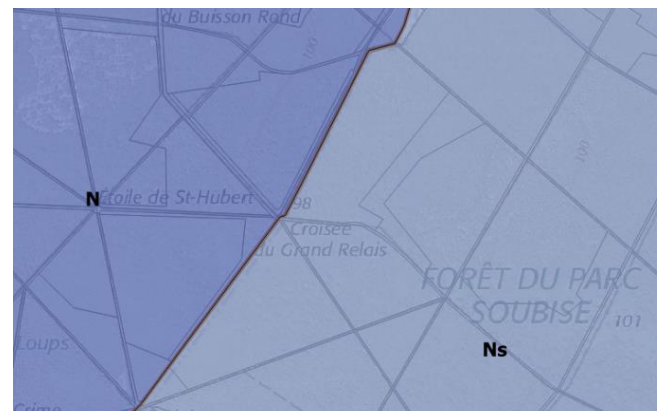 du Buisson Rond
100
N
Étoile de St-Hubert
98
Croisée
du Grand Relais
100
FORÊT DU PARC
SOUBISE
101
Loups
Ns
Crime